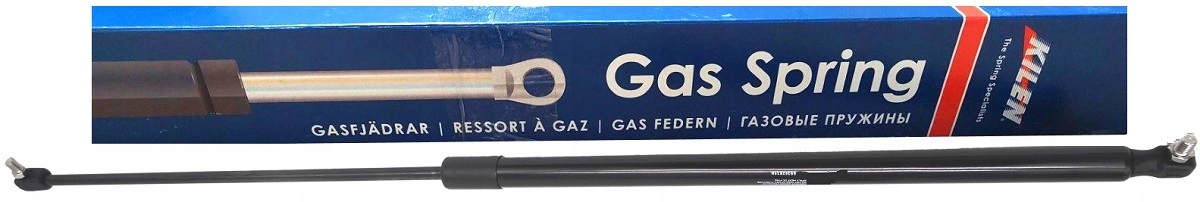 Gas Spring
GASFJÄDRAR | RESSORT À GAZ | GAS FEDERN | ГАЗОВЫЕ ПРУЖИНЫ
KILEN
The Spring Specialists